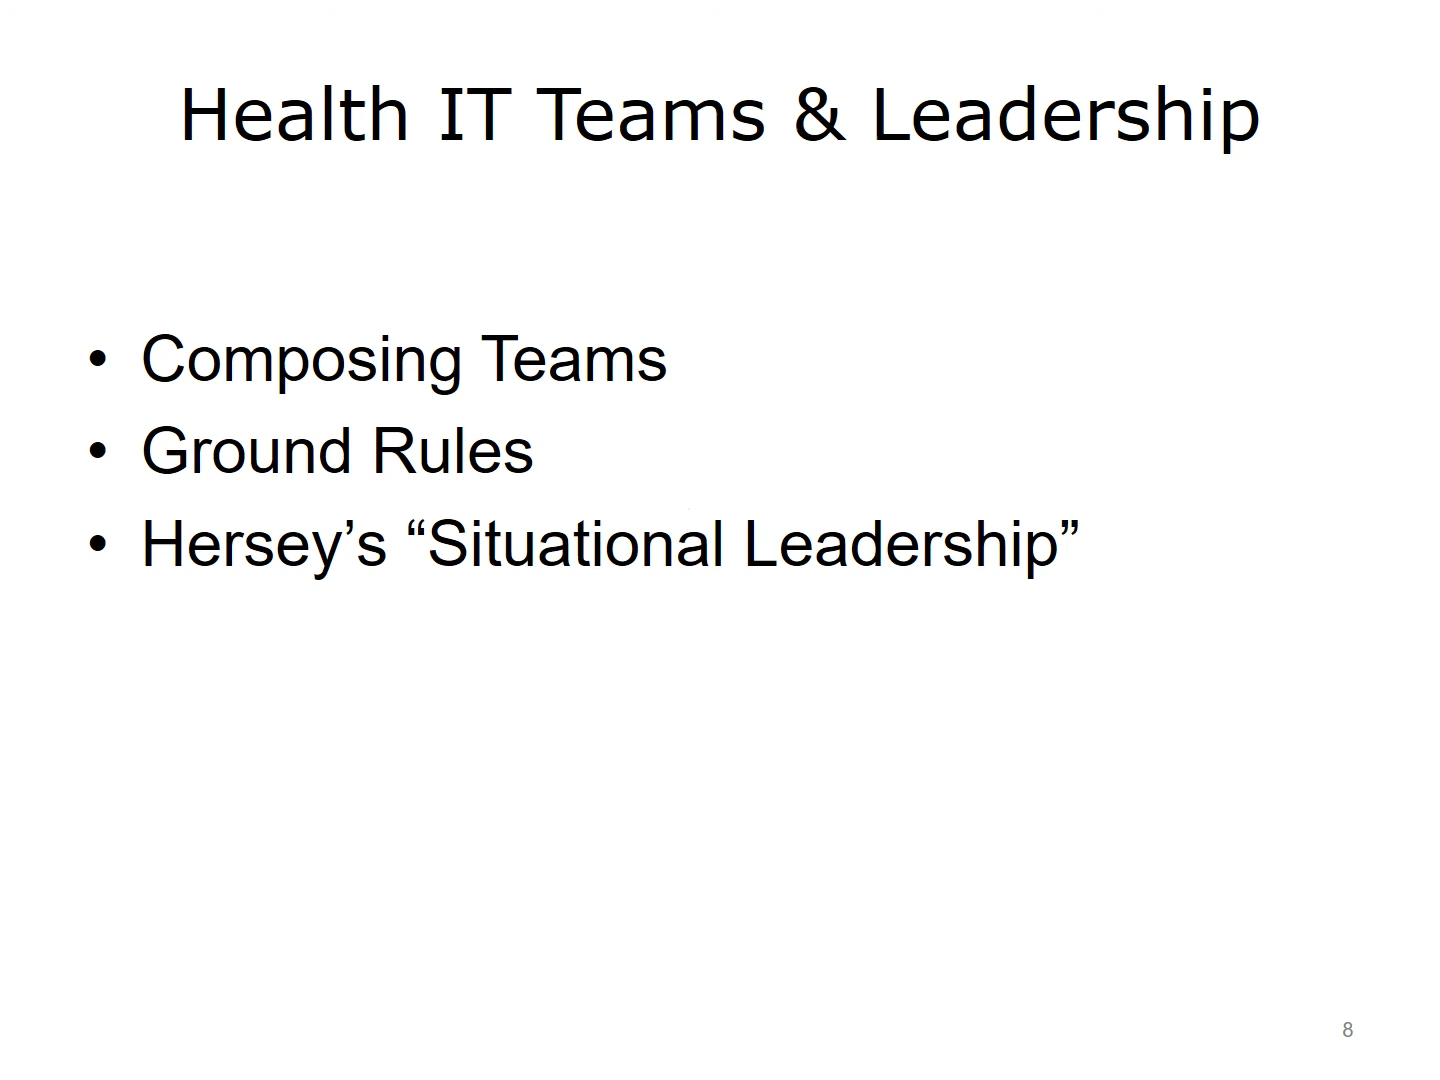 Health IT Teams & Leadership
• Composing Teams
• Ground Rules
• Hersey’s “Situational Leadership”
8